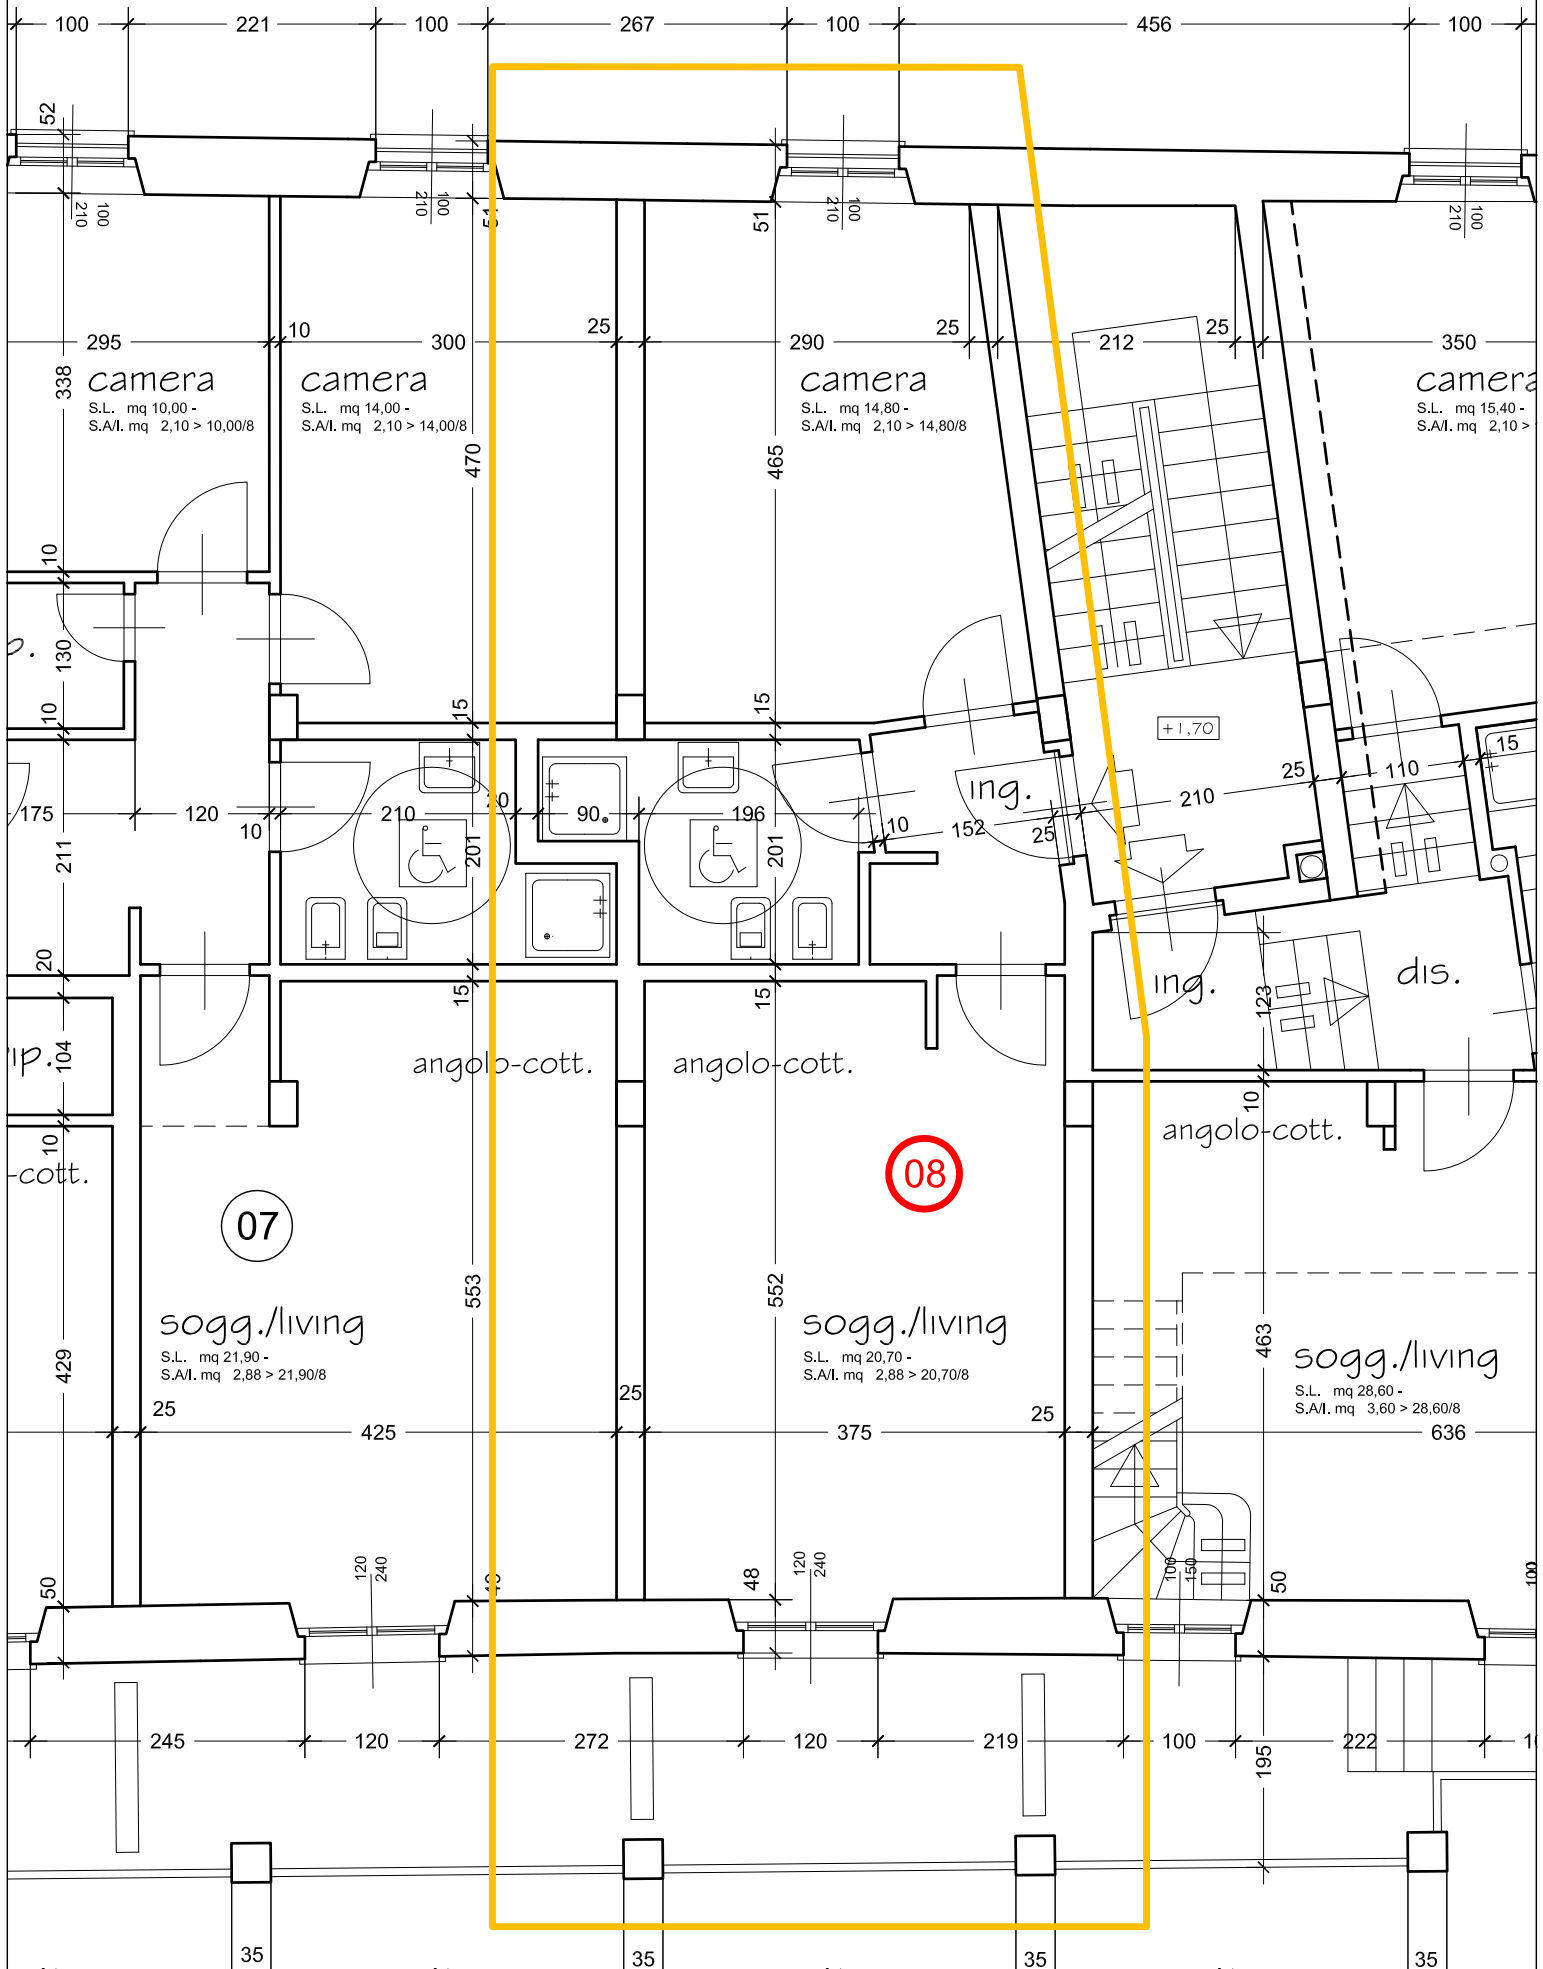 100 221 100 267 100 456 100
52
100
210
100
210
51
51
100
210
100
210
295 10 300 25 290 25 212 25 350
338
camera
S.L. mq 10,00 -
S.A/I. mq 2,10 > 10,00/8
camera
S.L. mq 14,00 -
S.A/I. mq 2,10 > 14,00/8
camera
S.L. mq 14,80 -
S.A/I. mq 2,10 > 14,80/8
camera
S.L. mq 15,40 -
S.A/I. mq 2,10 >
470
465
10
130
10
15
15
+1,70
175 120 10 210 20 90 196 10 152 25 210 25 110 15
ing.
211
201
201
20
15
15
ing.
123
dis.
rip.
104
angolo-cott.
angolo-cott.
10
10
angolo-cott.
-cott.
07
08
553
552
463
429
sogg./living
S.L. mq 21,90 -
S.A/I. mq 2,88 > 21,90/8
sogg./living
S.L. mq 20,70 -
S.A/I. mq 2,88 > 20,70/8
sogg./living
S.L. mq 28,60 -
S.A/I. mq 3,60 > 28,60/8
25 425 25 375 25 636
50
120
240
48
120
240
100
150
50
100
245 120 272 120 219 100 222
195
35 35 35 35